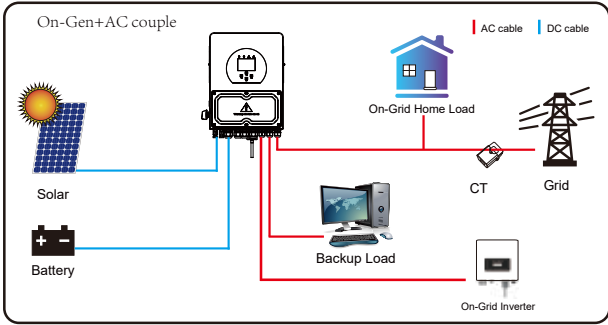 On-Gen+AC couple
AC cable
DC cable
On-Grid Home Load
Solar
CT
Grid
Battery
Backup Load
On-Grid Inverter